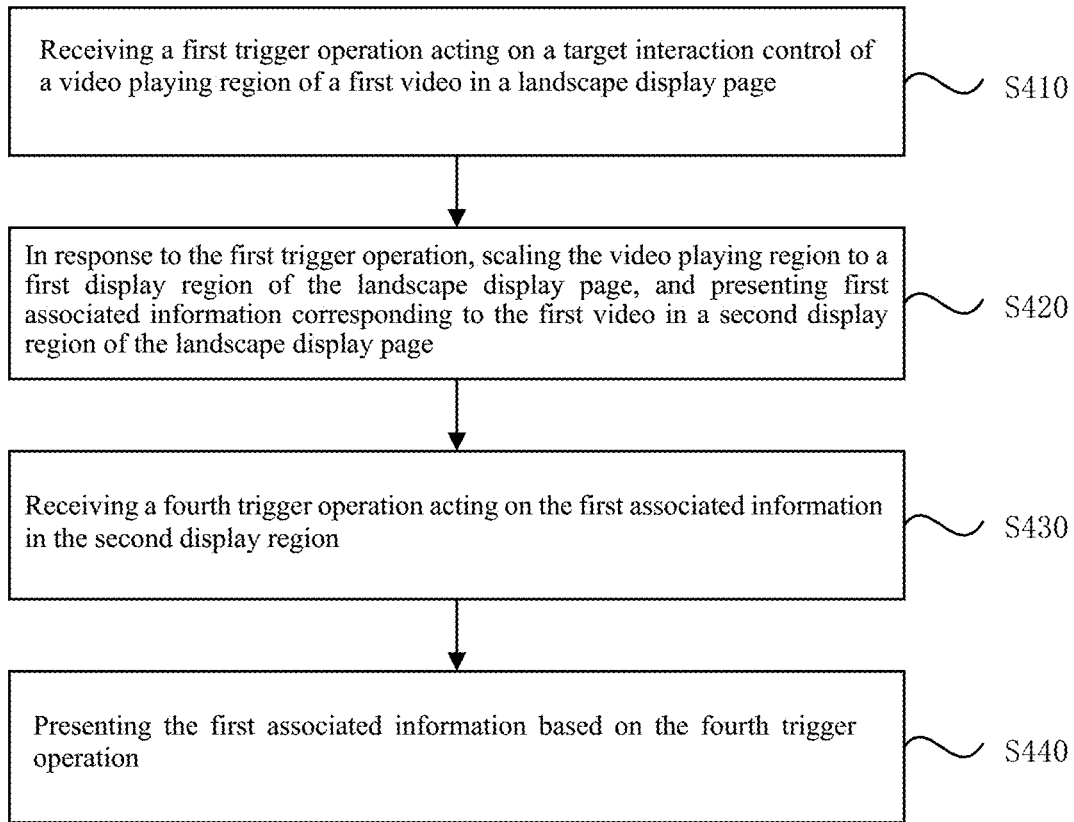 Receiving a first trigger operation acting on a target interaction control of
a video playing region of a first video in a landscape display page
S410
In response to the first trigger operation, scaling the video playing region to a
first display region of the landscape display page, and presenting first
associated information corresponding to the first video in a second display
region of the landscape display page
S420
Receiving a fourth trigger operation acting on the first associated information
in the second display region
S430
Presenting the first associated information based on the fourth trigger
operation
S440